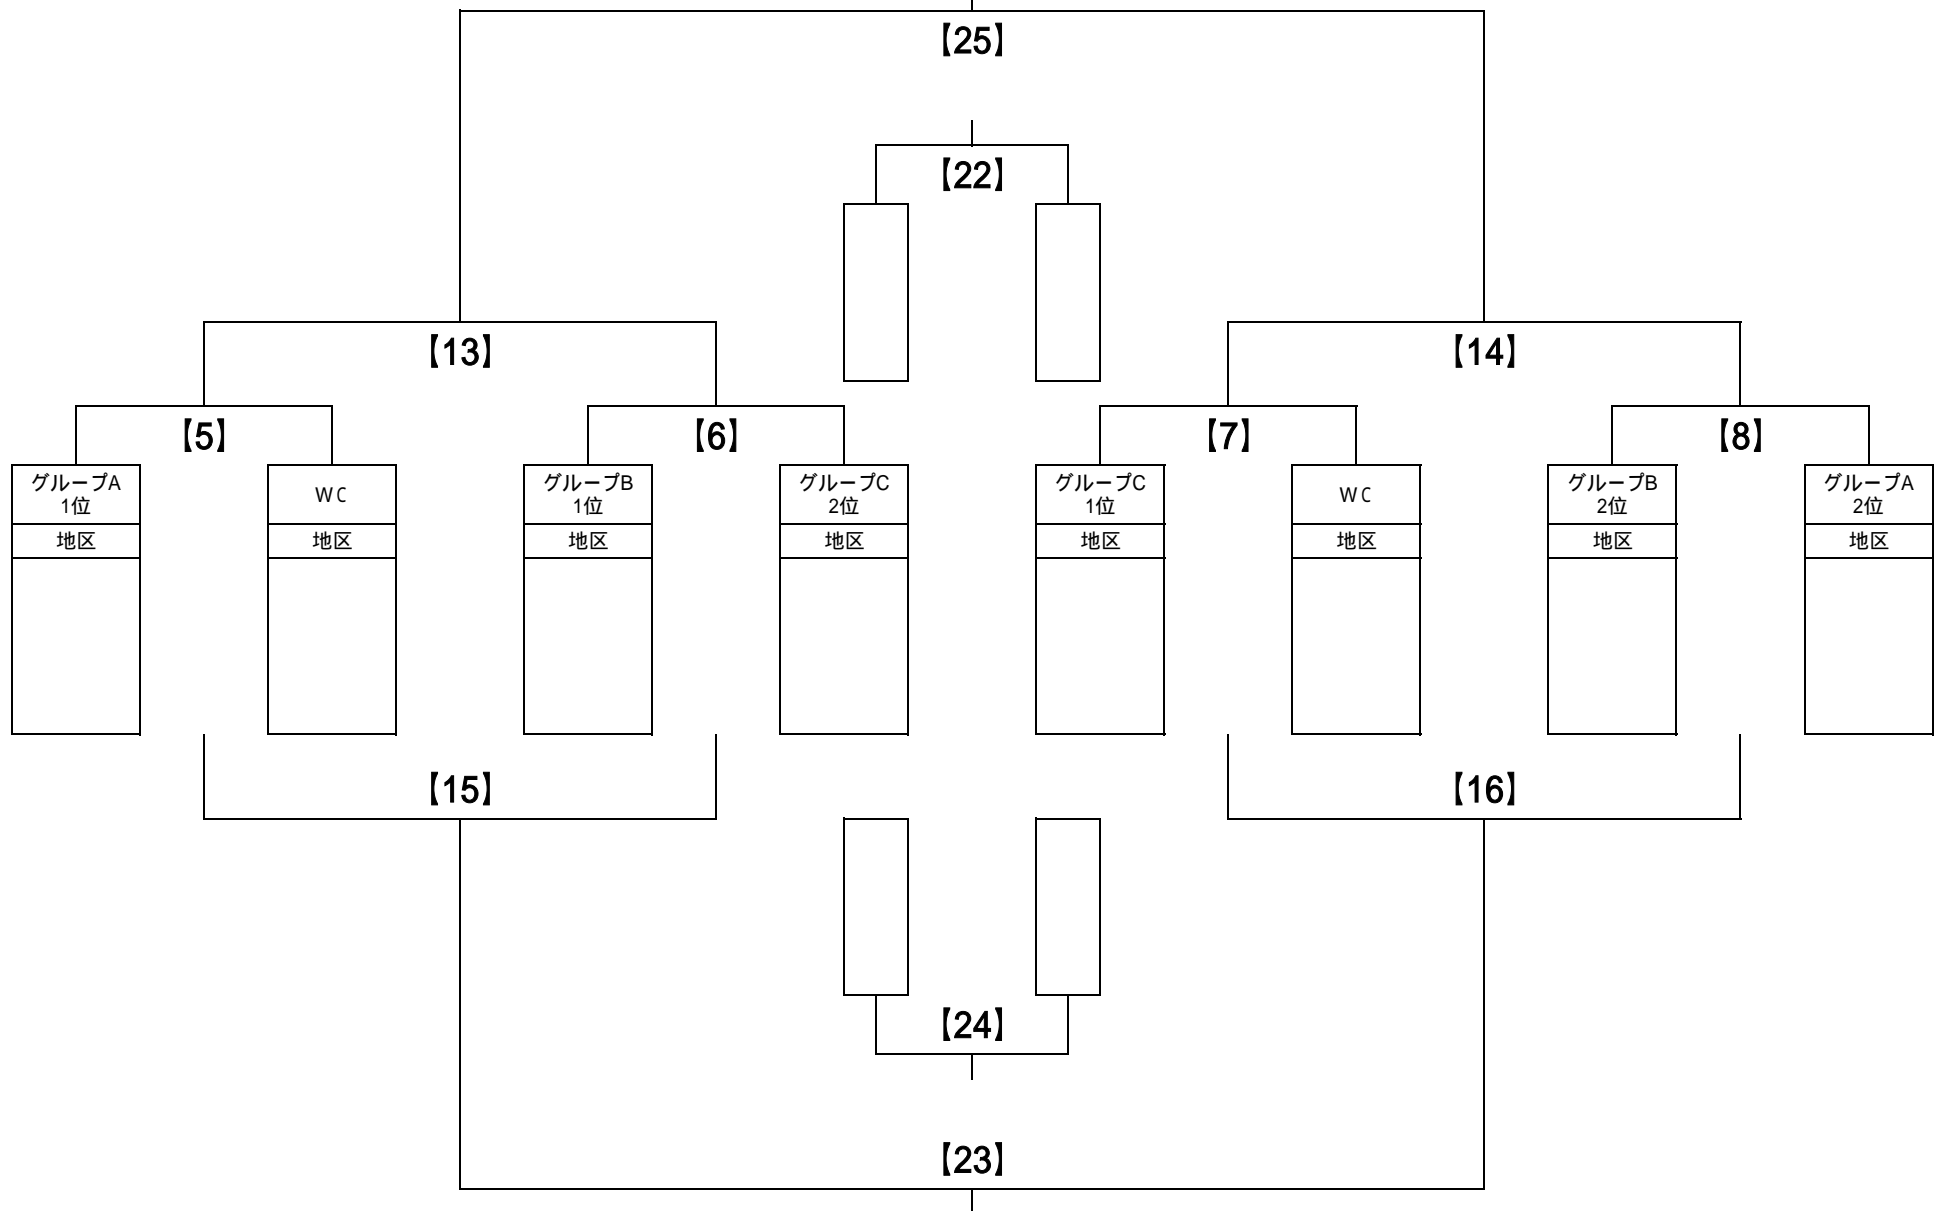 【25】
【22】
【13】
【14】
【5】
【6】
【7】
【8】
グループA
1位
地区
WC
地区
グループB
1位
地区
グループC
2位
地区
グループC
1位
地区
WC
地区
グループB
2位
地区
グループA
2位
地区
【15】
【16】
【24】
【23】